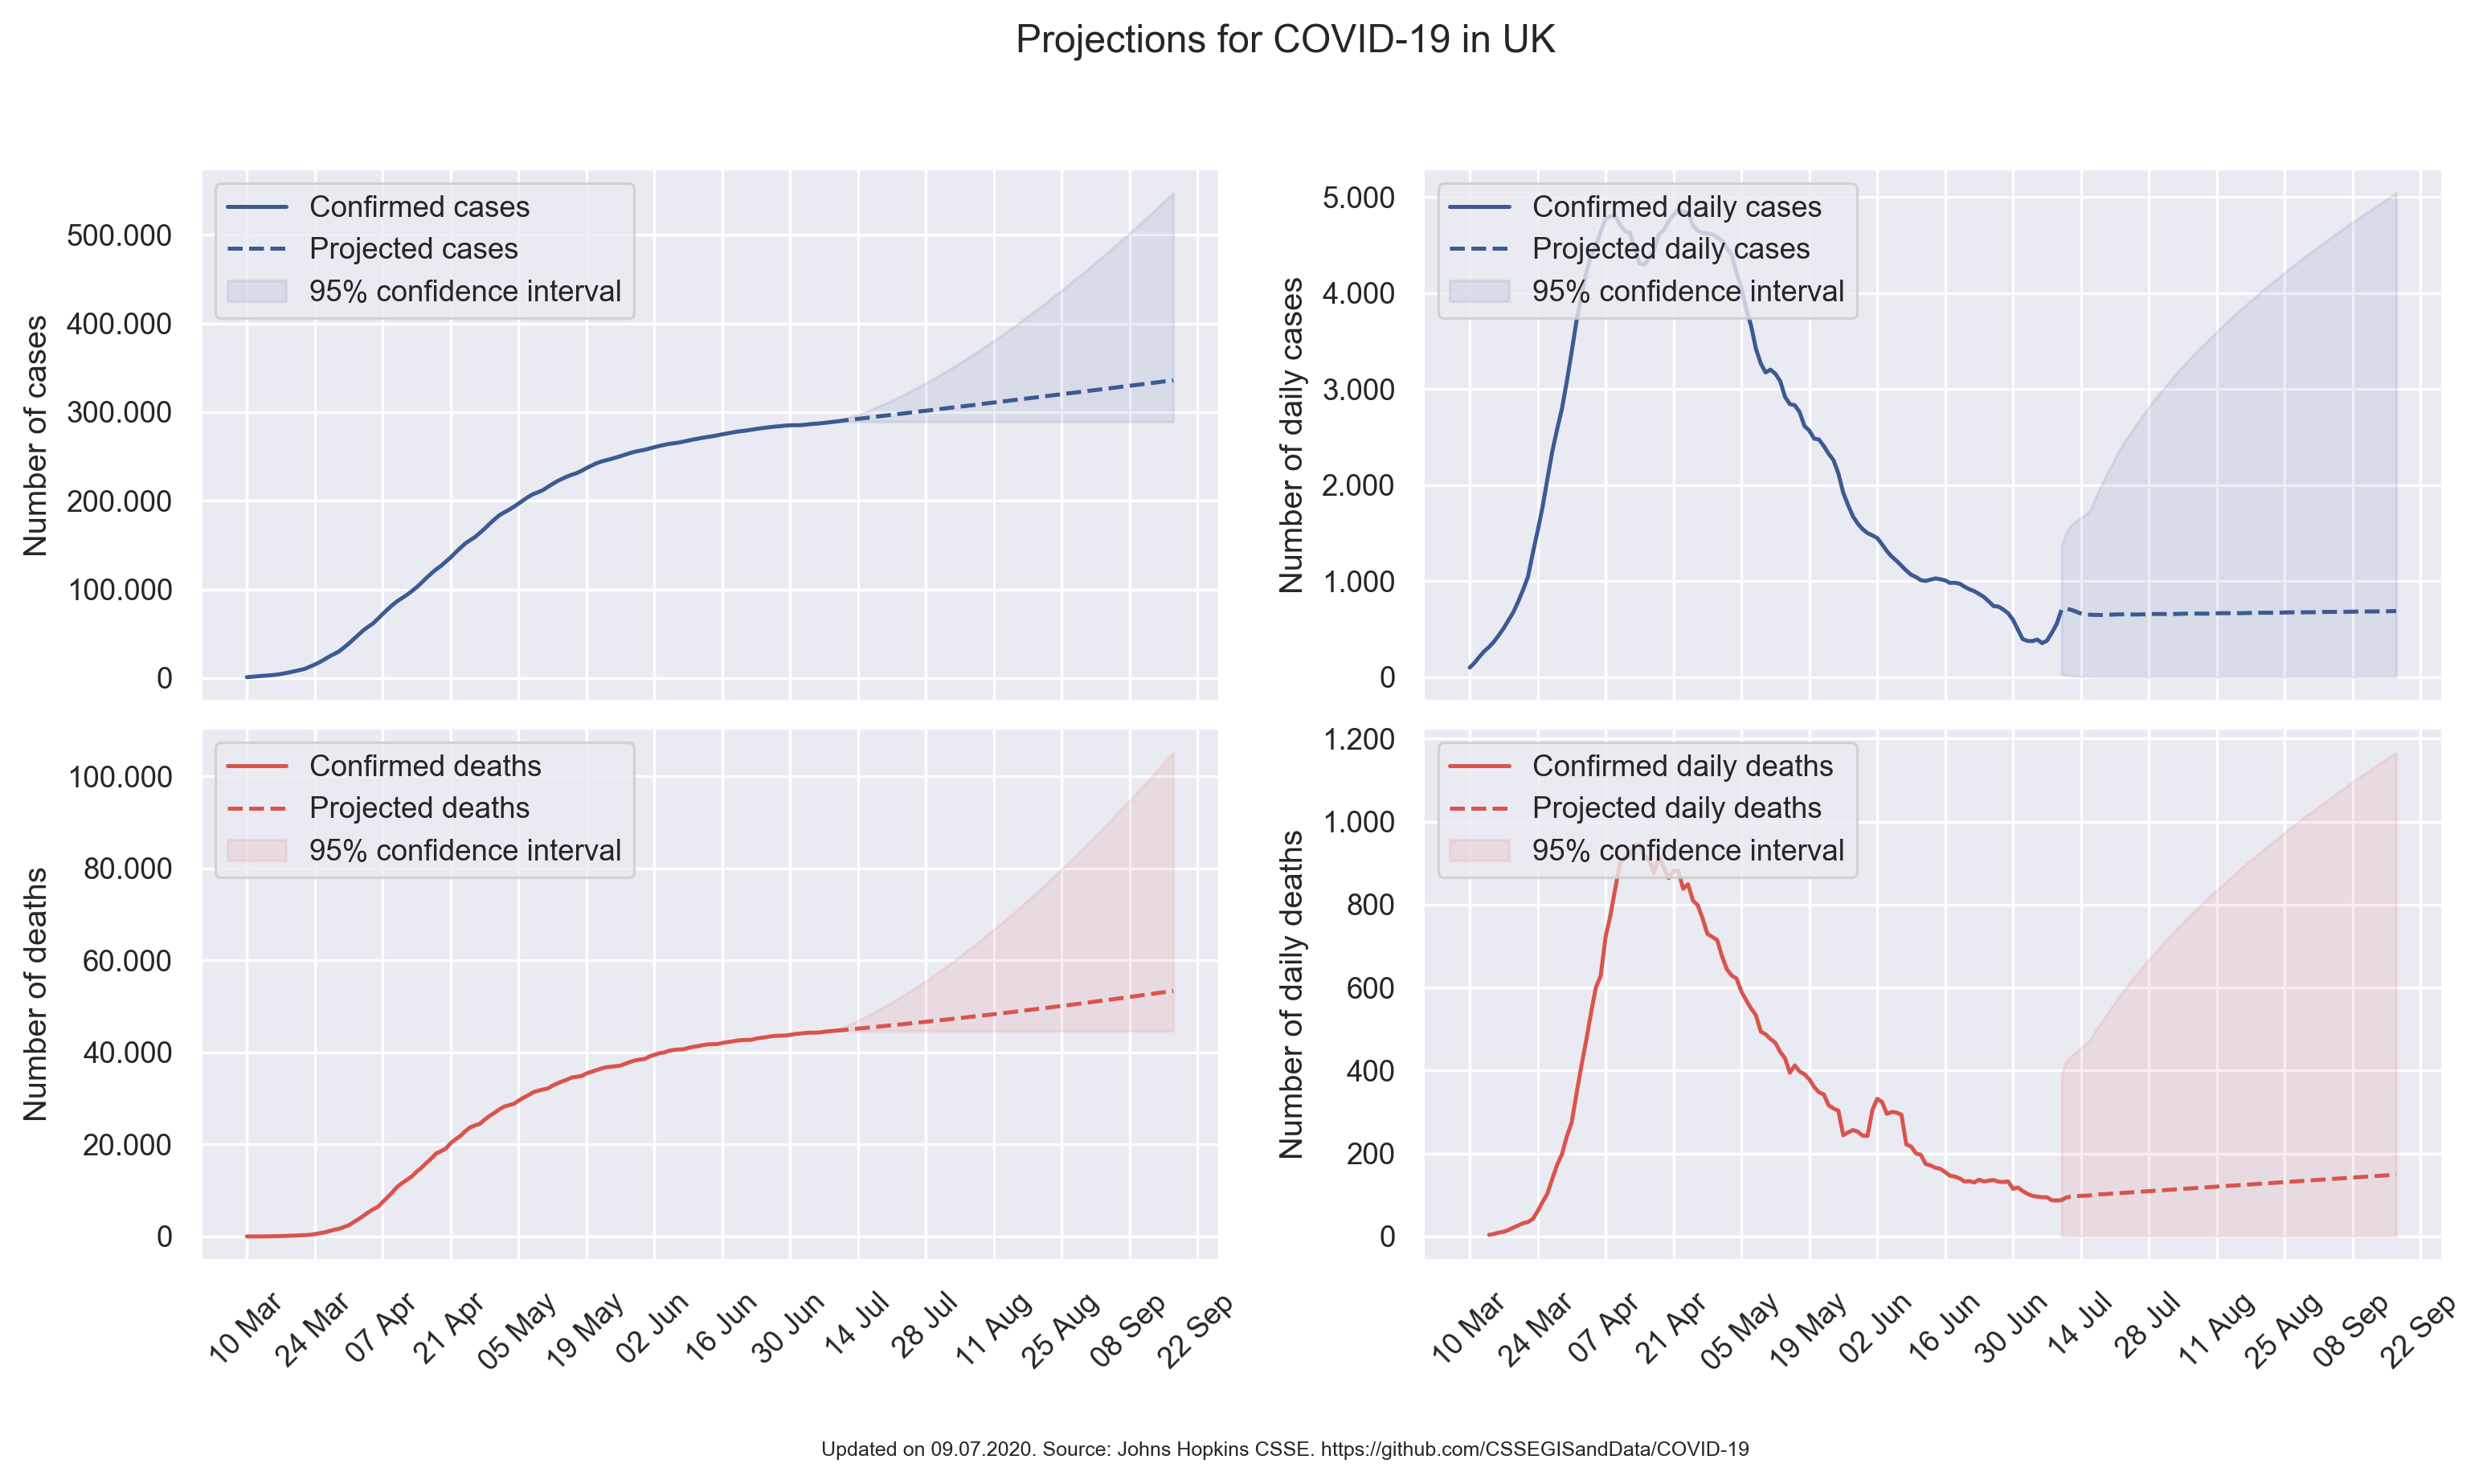 Projections for COVID-19 in UK
Number of cases
500.000
400.000
300.000
200.000
100.000
0
Confirmed cases
Projected cases
95% confidence interval
Number of daily cases
5.000
4.000
3.000
2.000
1.000
0
Confirmed daily cases
Projected daily cases
95% confidence interval
Number of deaths
100.000
80.000
60.000
40.000
20.000
0
Confirmed deaths
Projected deaths
95% confidence interval
10 Mar
24 Mar
07 Apr
21 Apr
05 May
19 May
02 Jun
16 Jun
30 Jun
14 Jul
28 Jul
11 Aug
25 Aug
08 Sep
22 Sep
Number of daily deaths
1.200
1.000
800
600
400
200
0
Confirmed daily deaths
Projected daily deaths
95% confidence interval
10 Mar
24 Mar
07 Apr
21 Apr
05 May
19 May
02 Jun
16 Jun
30 Jun
14 Jul
28 Jul
11 Aug
25 Aug
08 Sep
22 Sep
Updated on 09.07.2020. Source: Johns Hopkins CSSE. https://github.com/CSSEGISandData/COVID-19